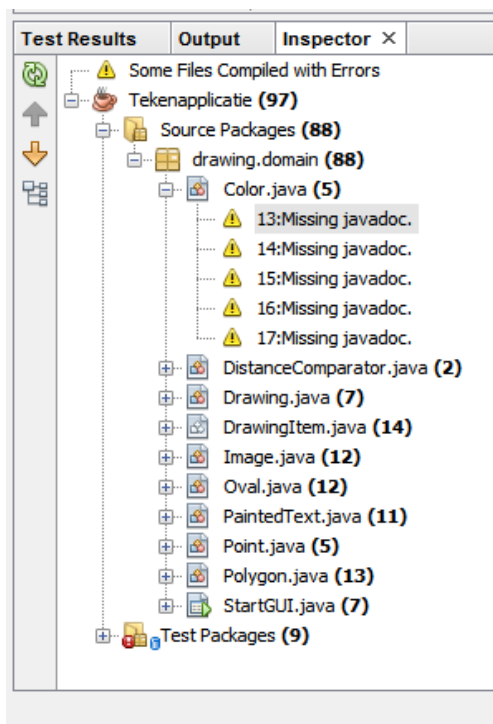 Test Results Output Inspector ×
Some Files Compiled with Errors
Tekenapplicatie (97)
Source Packages (88)
drawing.domain (88)
Color.java (5)
13:Missing javadoc.
14:Missing javadoc.
15:Missing javadoc.
16:Missing javadoc.
17:Missing javadoc.
DistanceComparator.java (2)
Drawing.java (7)
DrawingItem.java (14)
Image.java (12)
Oval.java (12)
PaintedText.java (11)
Point.java (5)
Polygon.java (13)
StartGUI.java (7)
Test Packages (9)